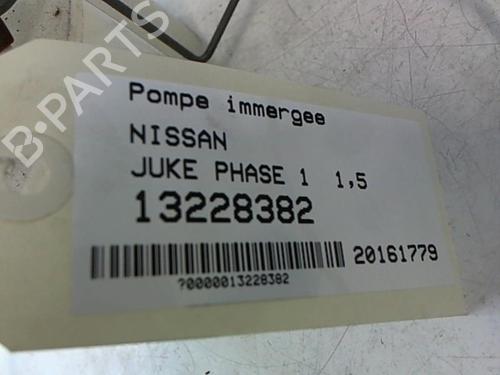 B-PARTS
Pompe immergee
NISSAN
JUKE PHASE 1 1,5
13228382
20161779
?0000013228382